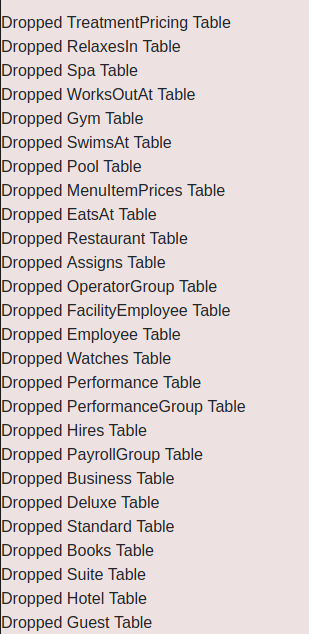 Dropped TreatmentPricing Table
Dropped RelaxesIn Table
Dropped Spa Table
Dropped WorksOutAt Table
Dropped Gym Table
Dropped SwimsAt Table
Dropped Pool Table
Dropped MenuItemPrices Table
Dropped EatsAt Table
Dropped Restaurant Table
Dropped Assigns Table
Dropped OperatorGroup Table
Dropped FacilityEmployee Table
Dropped Employee Table
Dropped Watches Table
Dropped Performance Table
Dropped PerformanceGroup Table
Dropped Hires Table
Dropped PayrollGroup Table
Dropped Business Table
Dropped Deluxe Table
Dropped Standard Table
Dropped Books Table
Dropped Suite Table
Dropped Hotel Table
Dropped Guest Table